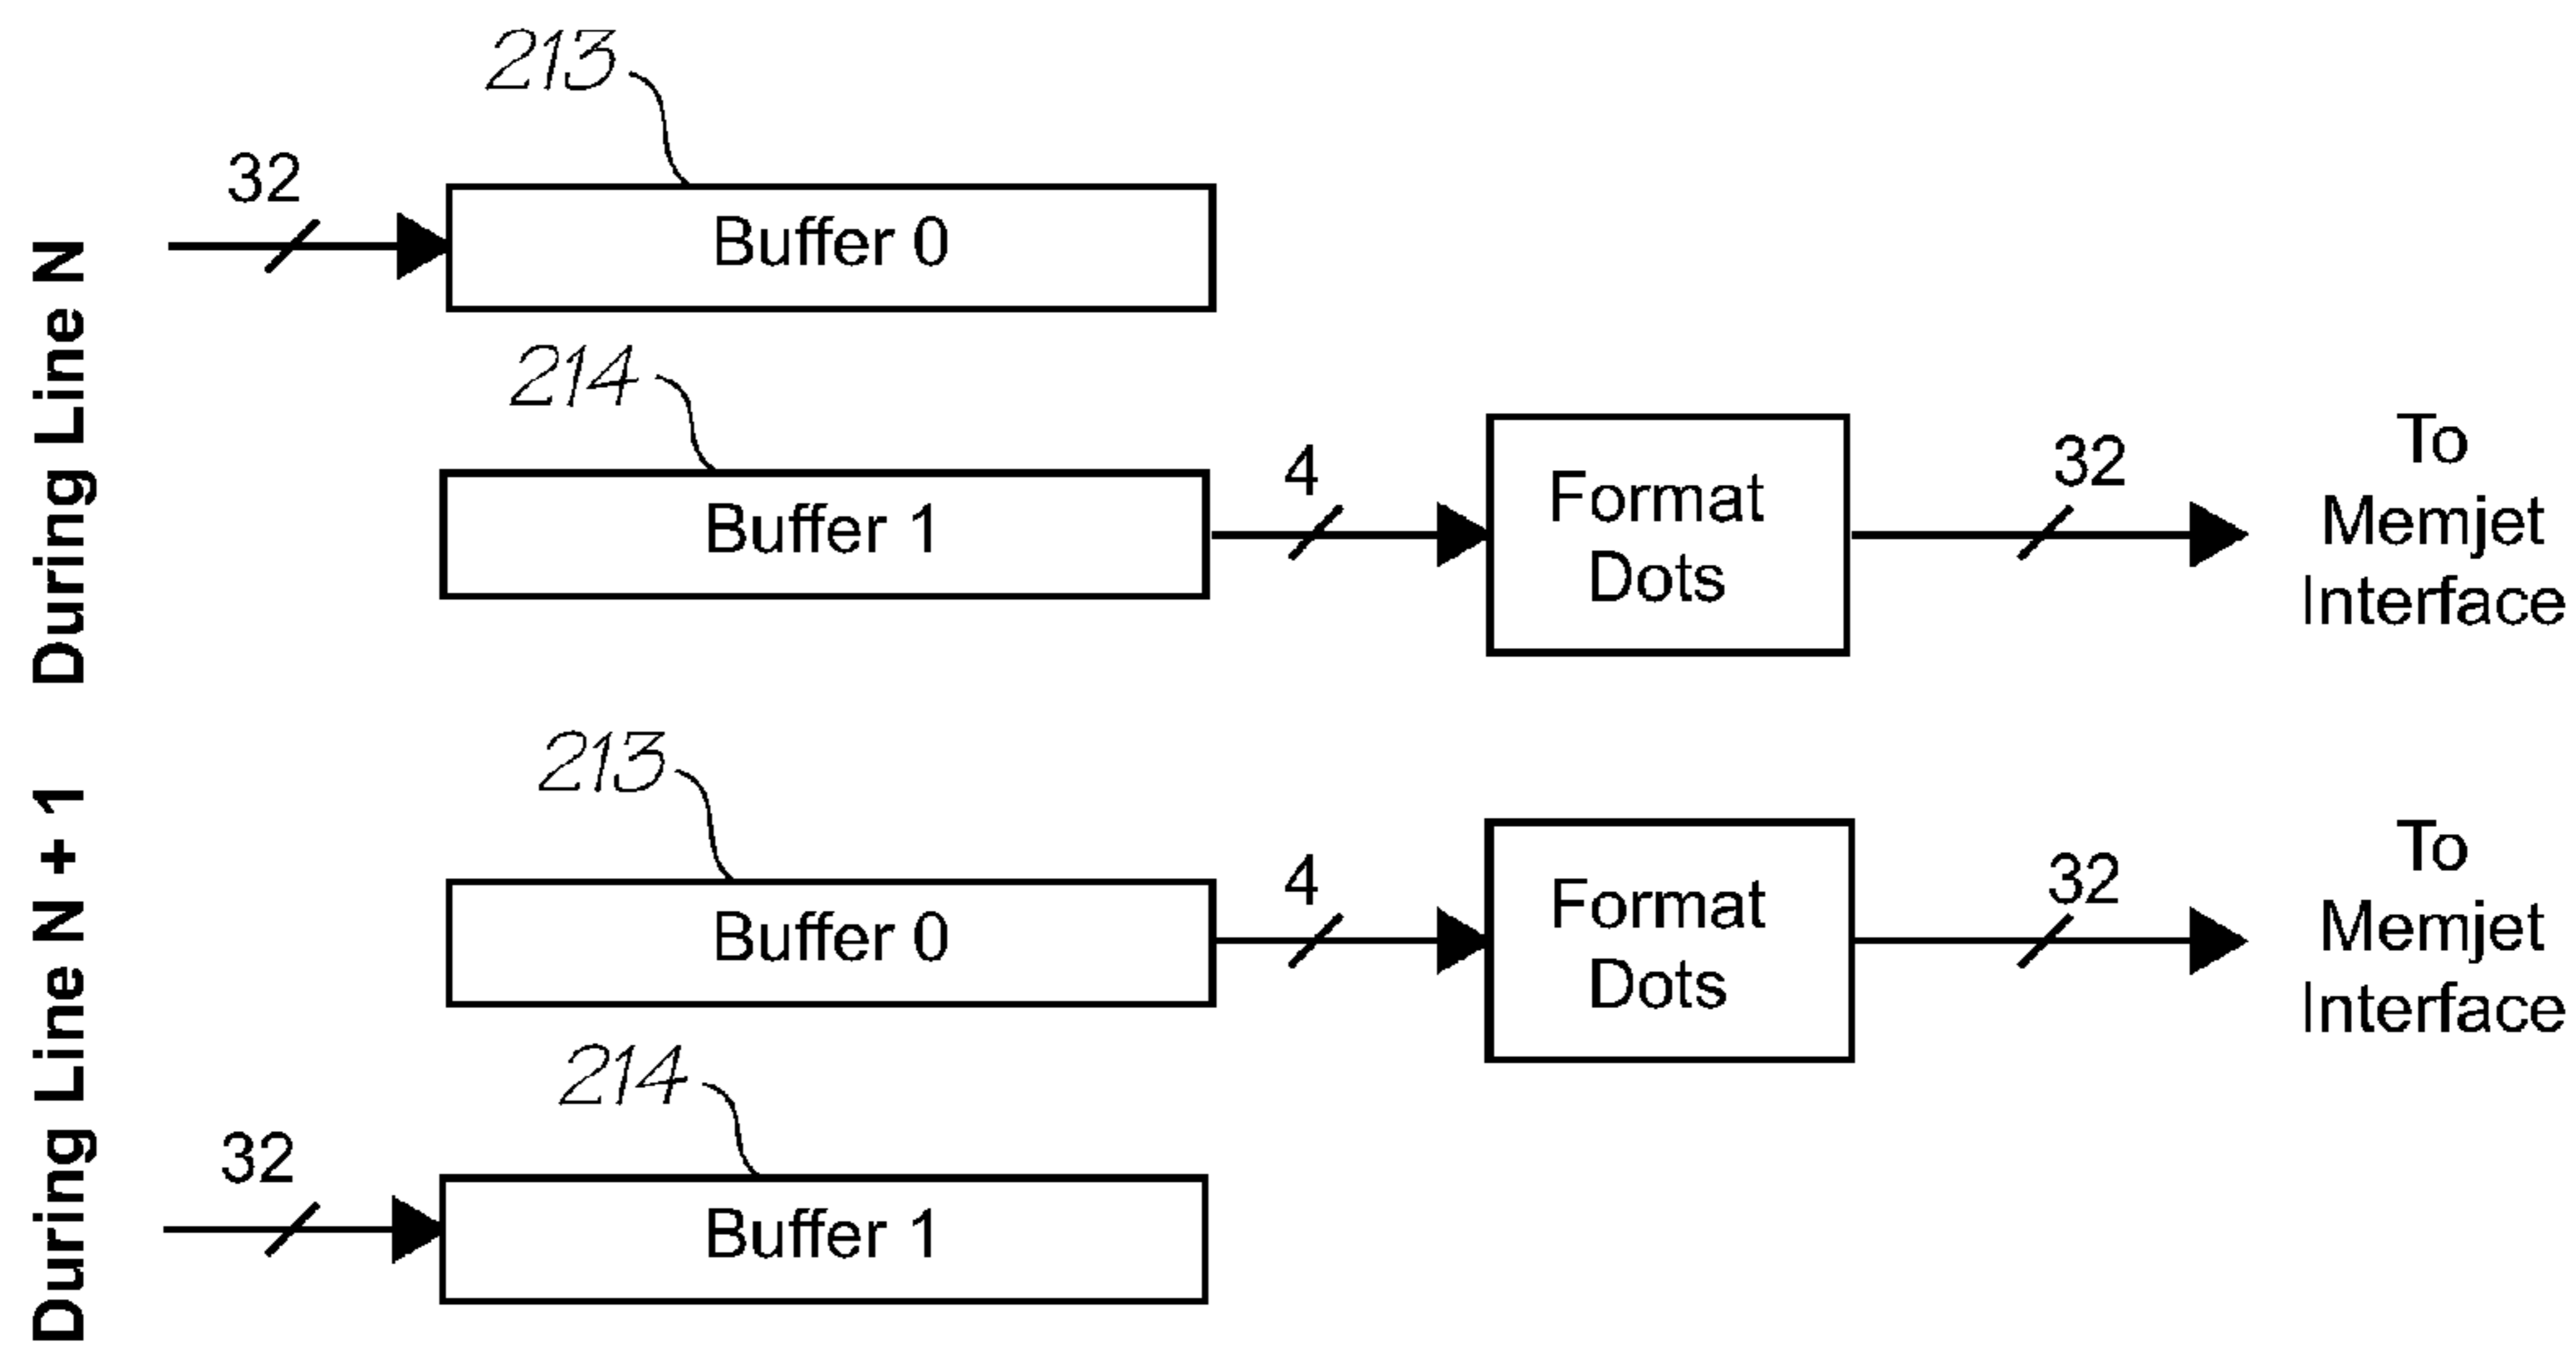 During Line N
213
32
Buffer 0
214
Buffer 1
4
Format
Dots
32
To
Memjet
Interface
During Line N + 1
213
Buffer 0
4
Format
Dots
32
To
Memjet
Interface
214
32
Buffer 1